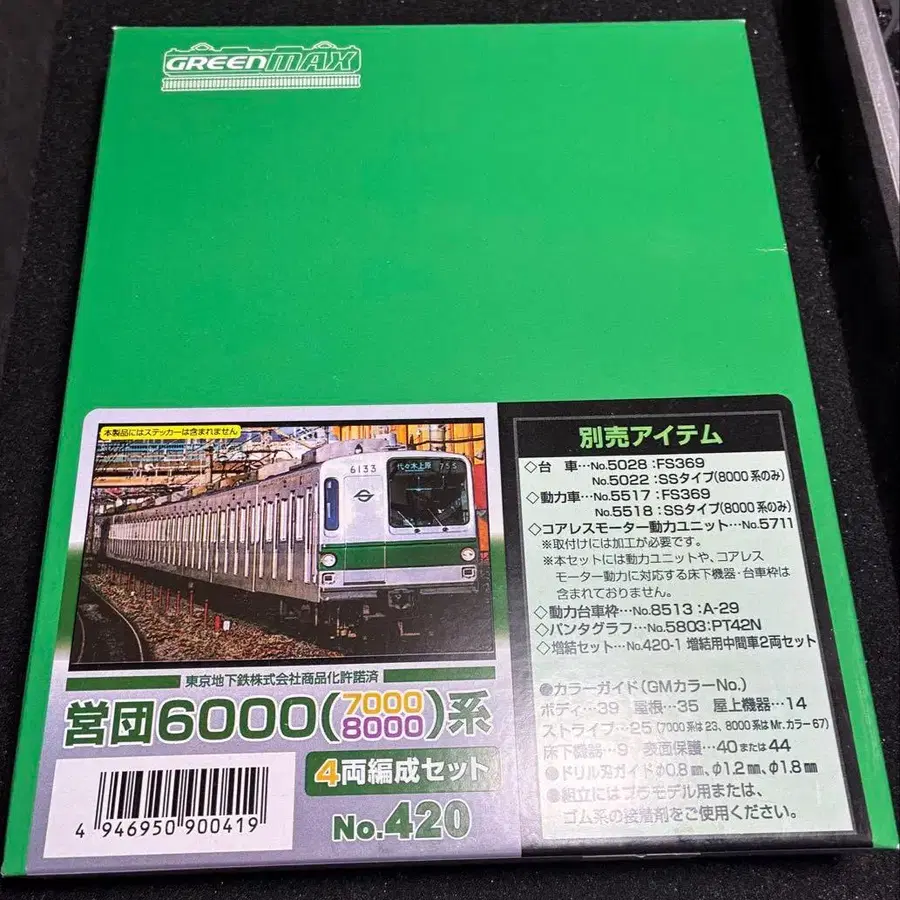 GREENMAX
本製品にはステッカーは含まれません
6133
代々木上原
75S
東京地下鉄株式会社商品化許諾済
営団6000(7000 8000)系
4両編成セット
No.420
4 946950 900419
別売アイテム
◇台 車…No.5028:FS369
No.5022:SSタイプ(8000系のみ)
◇動力車…No.5517:FS369
No.5518:SSタイプ(8000系のみ)
◇コアレスモーター動力ユニット…No.5711
※取付けには加工が必要です。
※本セットには動力ユニットや、コアレス
モーター動力に対応する床下機器・台車枠は
含まれておりません。
◇動力台車枠…No.8513:A-29
◇パンタグラフ…No.5803:PT42N
◇増結セット…No.420-1 増結用中間車2両セット
●カラーガイド(GMカラーNo.)
ボディ…39 屋根…35 屋上機器…14
ストライプ…25(7000系は23、8000系はMr.カラー67)
床下機器…9 表面保護…40または44
●ドリル刃ガイドφ0.8㎜、φ1.2㎜、φ1.8㎜
●組立にはプラモデル用または、
ゴム系の接着剤をご使用ください。